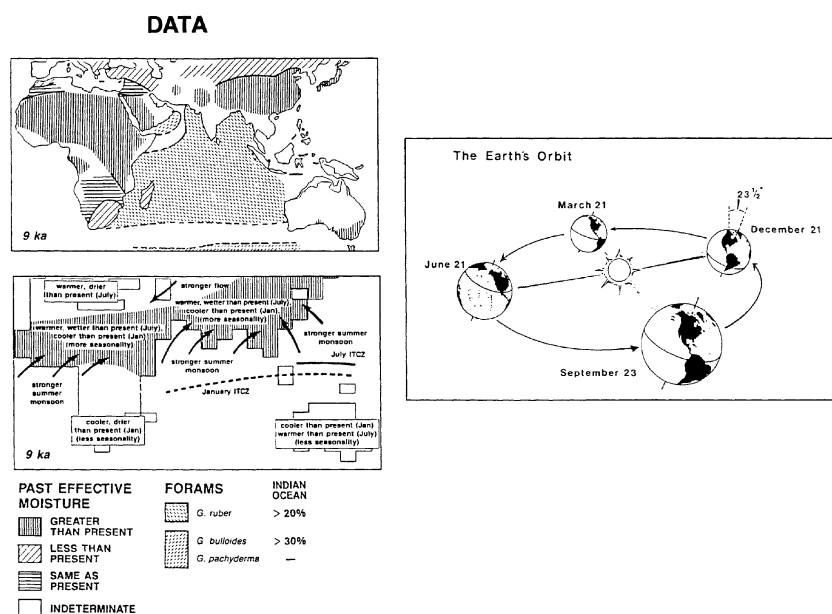 DATA
9 ka
warmer, drier
than present (July)
stronger flow
warmer, wetter than present (July),
cooler than present (Jan)
(more seasonality)
warmer, wetter than present (July),
cooler than present (Jan)
(more seasonality)
stronger summer
monsoon
July ITCZ
stronger summer
monsoon
stronger
summer
monsoon
January ITCZ
cooler, drier
than present (Jan)
(less seasonality)
cooler than present (Jan)
warmer than present (July)
(less seasonality)
9 ka
PAST EFFECTIVE
MOISTURE
GREATER
THAN PRESENT
LESS THAN
PRESENT
SAME AS
PRESENT
INDETERMINATE
FORAMS
INDIAN
OCEAN
G. ruber > 20%
G. bulloides > 30%
G. pachyderma —
The Earth's Orbit
23 ½°
March 21
December 21
June 21
September 23